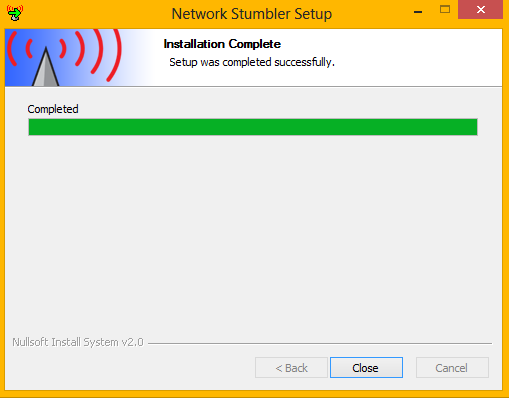 Network Stumbler Setup
Installation Complete
Setup was completed successfully.
Completed
Nullsoft Install System v2.0
< Back
Close
Cancel